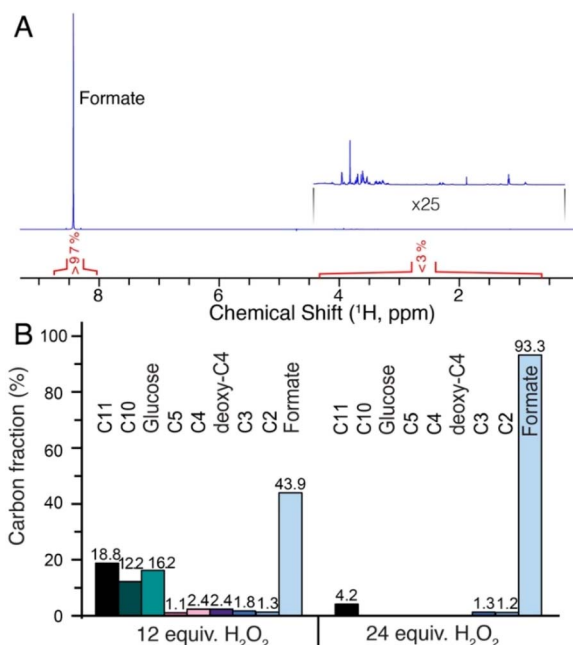 A
Formate
x25
>97 %
<3 %
8
6
4
2
Chemical Shift (¹H, ppm)
B
Carbon fraction (%)
100
80
60
40
20
0
C11
C10
Glucose
C5
C4
deoxy-C4
C3
C2
Formate
C11
C10
Glucose
C5
C4
deoxy-C4
C3
C2
Formate
18.8
12.2
16.2
1.1
2.4
2.4
1.8
1.3
43.9
4.2
1.3
1.2
93.3
12 equiv. H₂O₂
24 equiv. H₂O₂